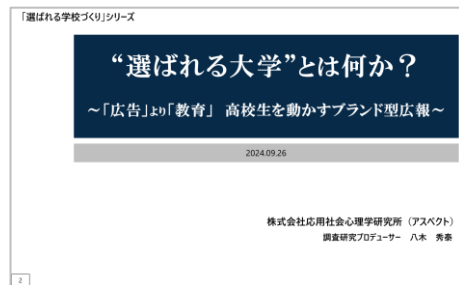 「選ばれる学校づくり」シリーズ
“選ばれる大学”とは何か？
～「広告」より「教育」 高校生を動かすブランド型広報～
2024.09.26
株式会社応用社会心理学研究所（アスペクト）
調査研究プロデューサー 八木 秀泰
2